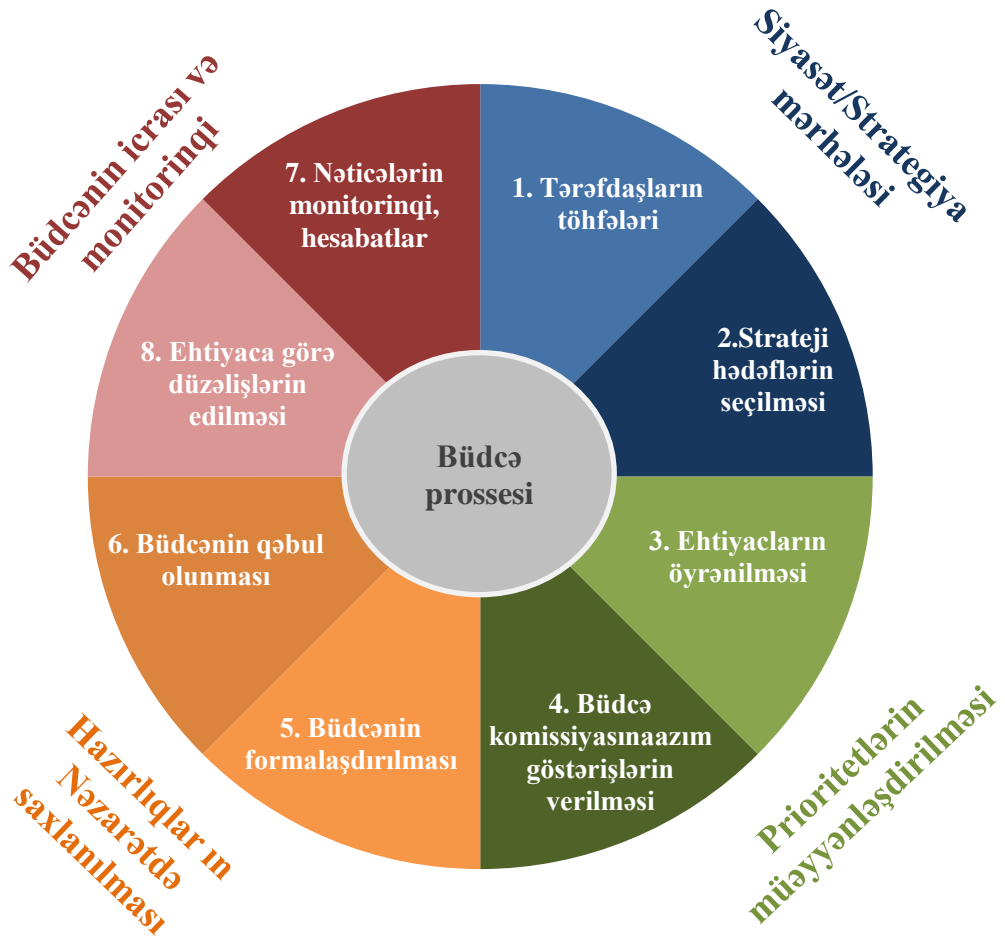 Siyasət/Strategiya
mərhələsi
1. Tərəfdaşların
töhfələri
2.Strateji
hədəflərin
seçilməsi
Prioritetlərin
müəyyənləşdirilməsi
3. Ehtiyacların
öyrənilməsi
4. Büdcə
komissiyasınaazım
göstərişlərin
verilməsi
Hazırlıqlar ın
Nəzarətdə
saxlanılması
5. Büdcənin
formalaşdırılması
6. Büdcənin qəbul
olunması
Büdcənin icrası və
monitorinqi
7. Nəticələrin
monitorinqi,
hesabatlar
8. Ehtiyaca görə
düzəlişlərin
edilməsi
Büdcə
prossesi